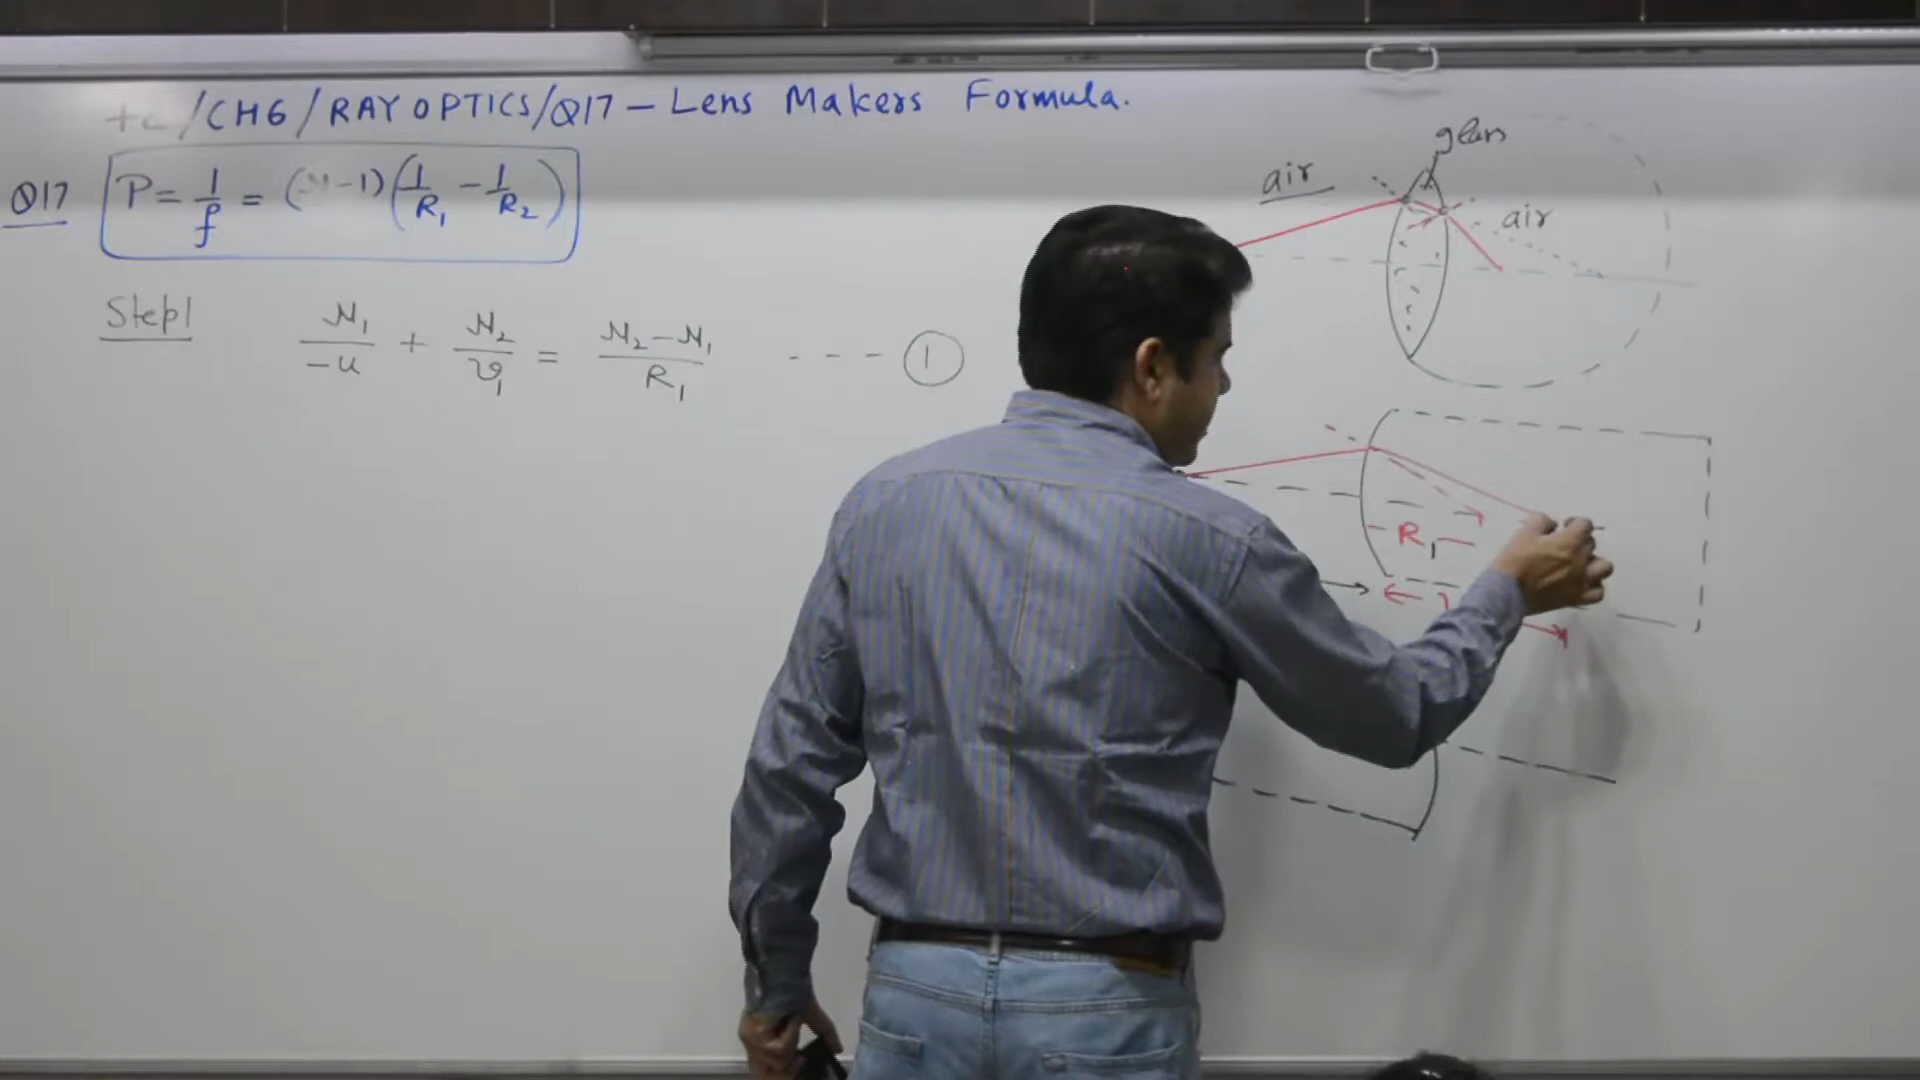 +2/CH6/RAY OPTICS/Q17 – Lens Makers Formula.
Q17 P = 1/f = (μ-1)(1/R₁ - 1/R₂)
Step1 μ₁/-u + μ₂/v₁ = μ₂-μ₁/R₁ ---- ①
glass
air
air
R₁